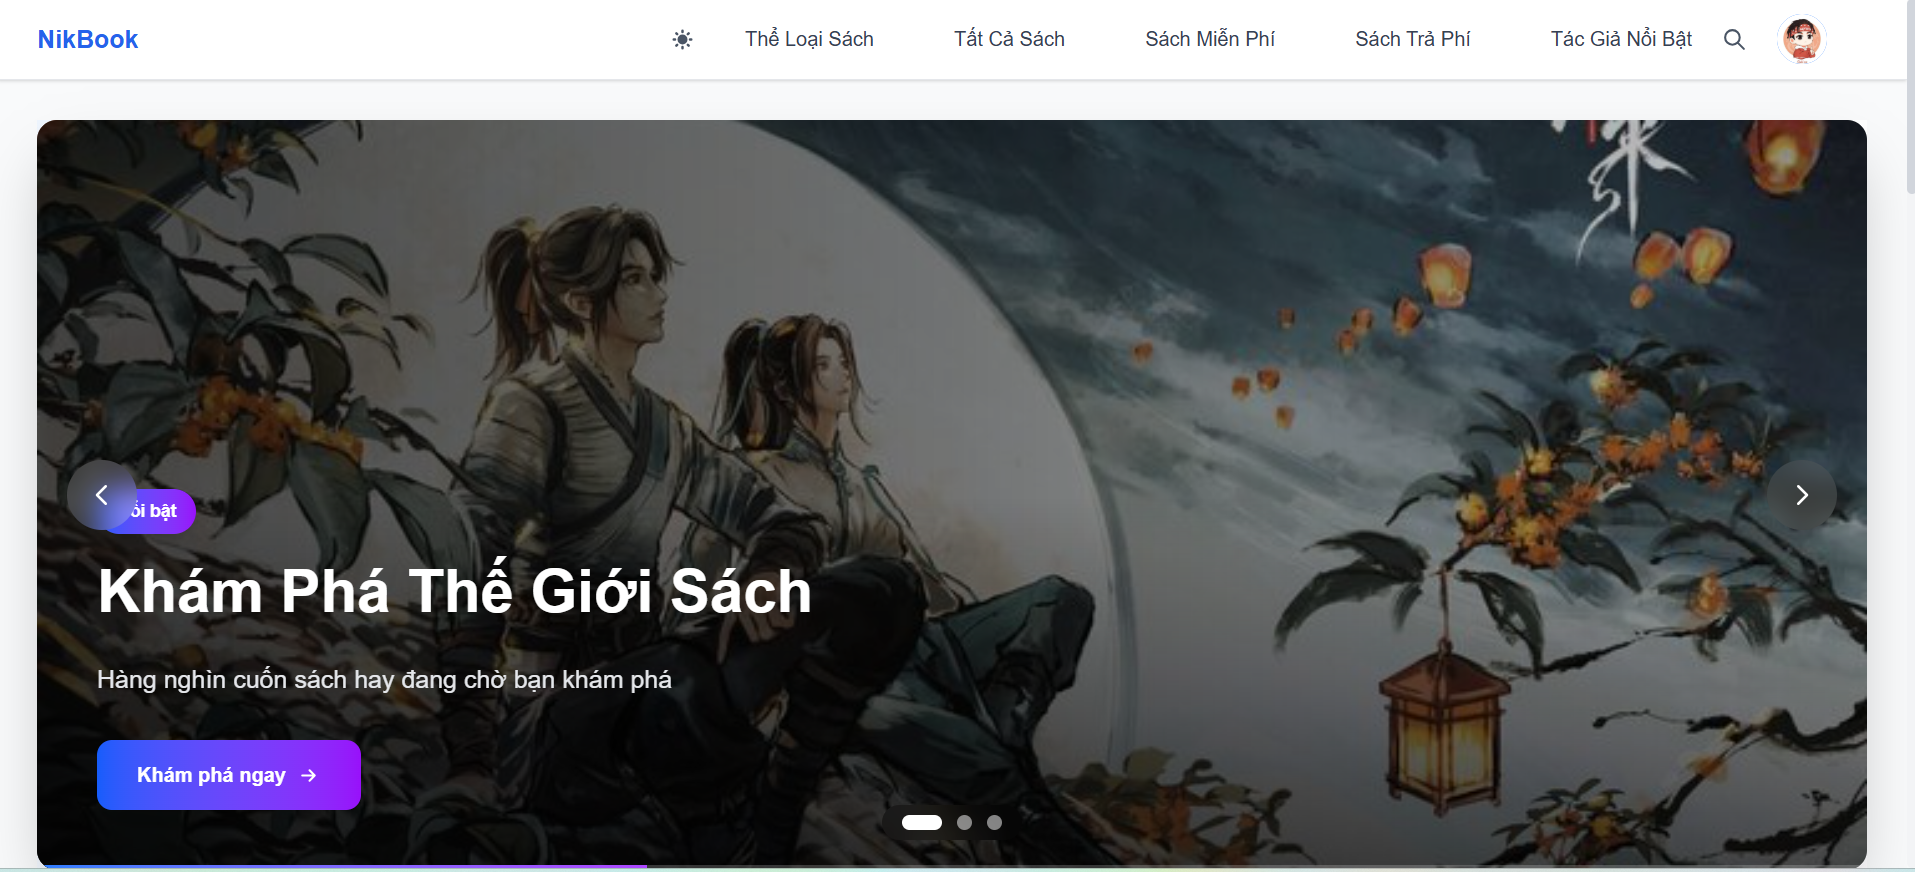 NikBook
Thể Loại Sách
Tất Cả Sách
Sách Miễn Phí
Sách Trả Phí
Tác Giả Nổi Bật
bật
Khám Phá Thế Giới Sách
Hàng nghìn cuốn sách hay đang chờ bạn khám phá
Khám phá ngay →